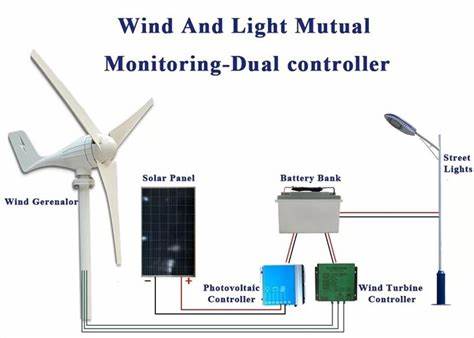 Wind And Light Mutual
Monitoring-Dual controller
Solar Panel
Battery Bank
Street
Lights
Wind Gerenalor
− +
Photovoltaic
Controller
Wind Turbine
Controller